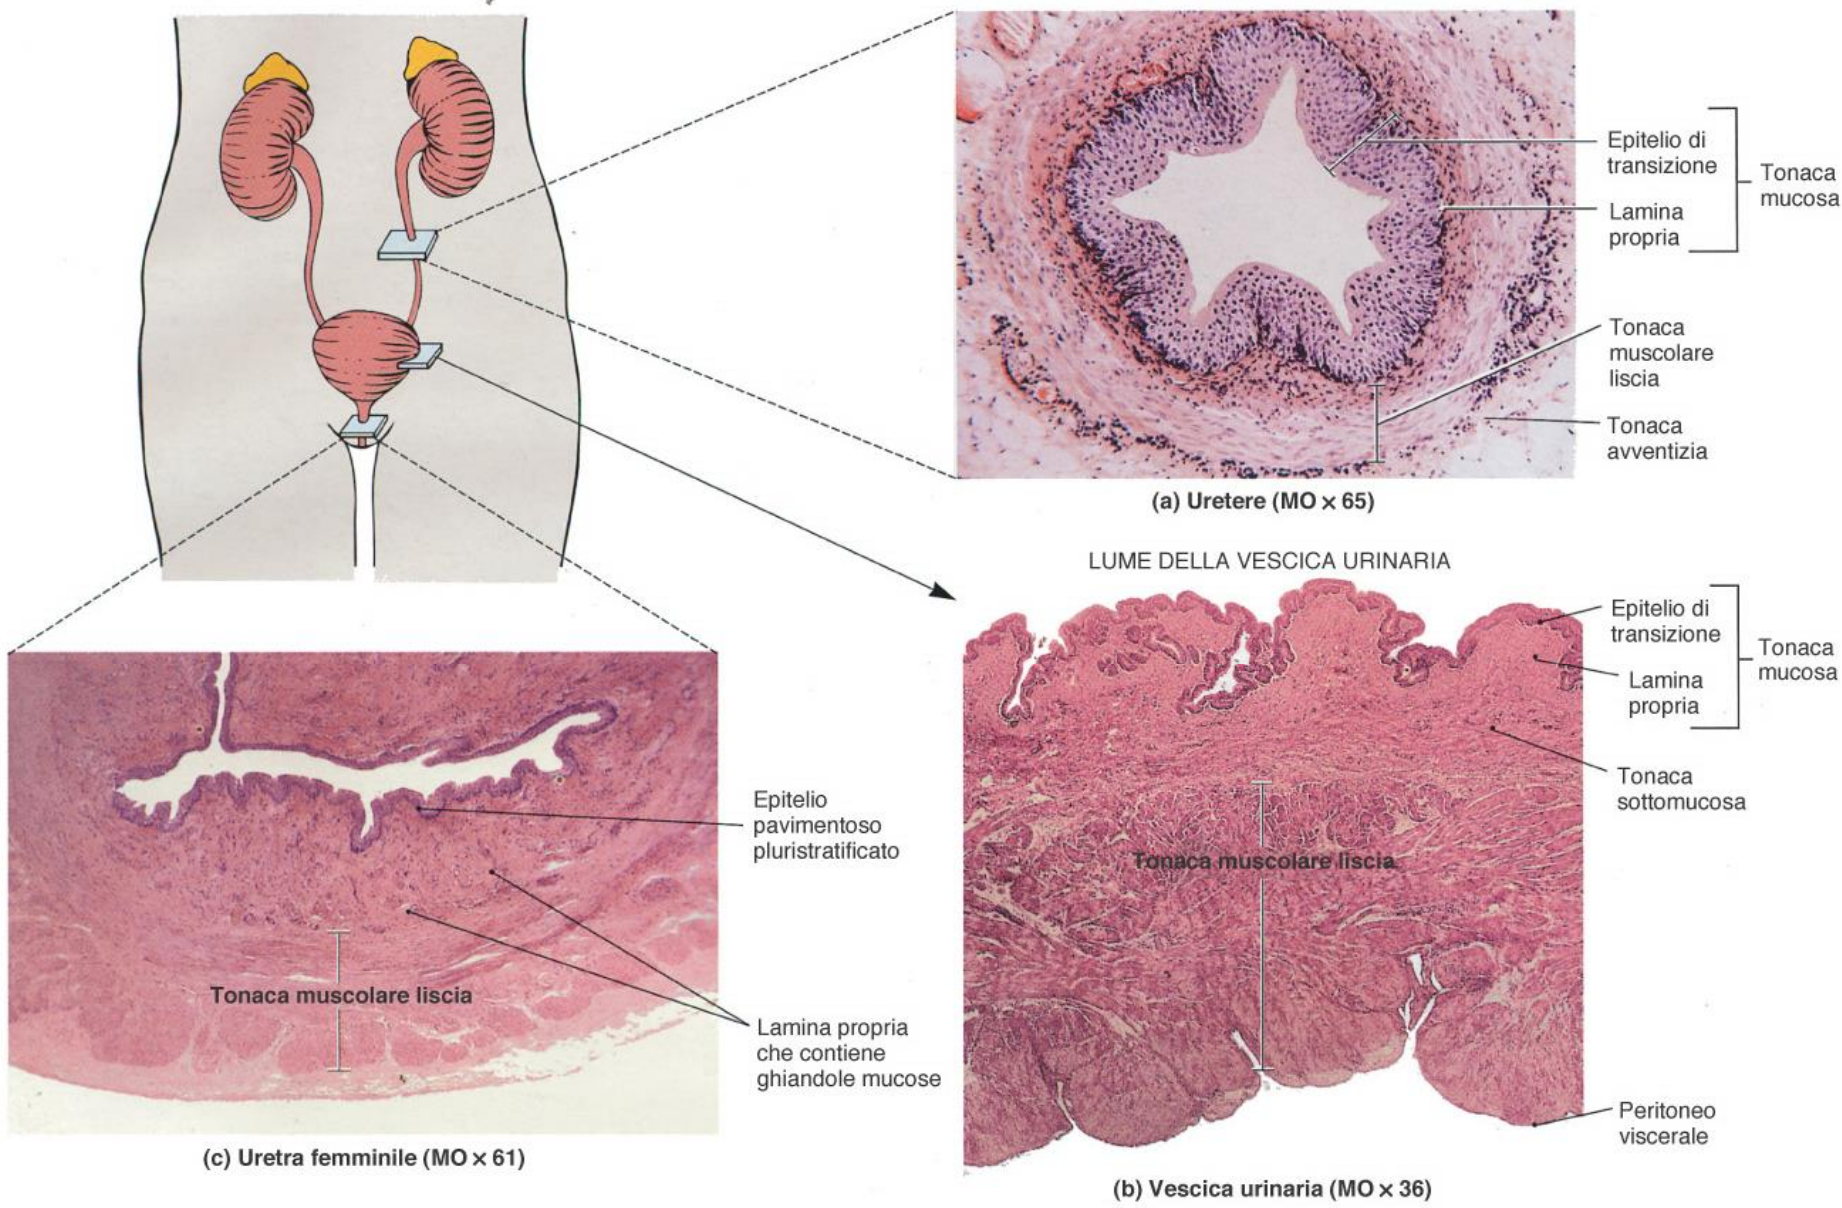 Epitelio di
transizione
Lamina
propria
Tonaca
mucosa
Tonaca
muscolare
liscia
Tonaca
avventizia
(a) Uretere (MO × 65)
LUME DELLA VESCICA URINARIA
Epitelio di
transizione
Lamina
propria
Tonaca
mucosa
Tonaca
sottomucosa
Tonaca muscolare liscia
Peritoneo
viscerale
(b) Vescica urinaria (MO × 36)
Epitelio
pavimentoso
pluristratificato
Tonaca muscolare liscia
Lamina propria
che contiene
ghiandole mucose
(c) Uretra femminile (MO × 61)